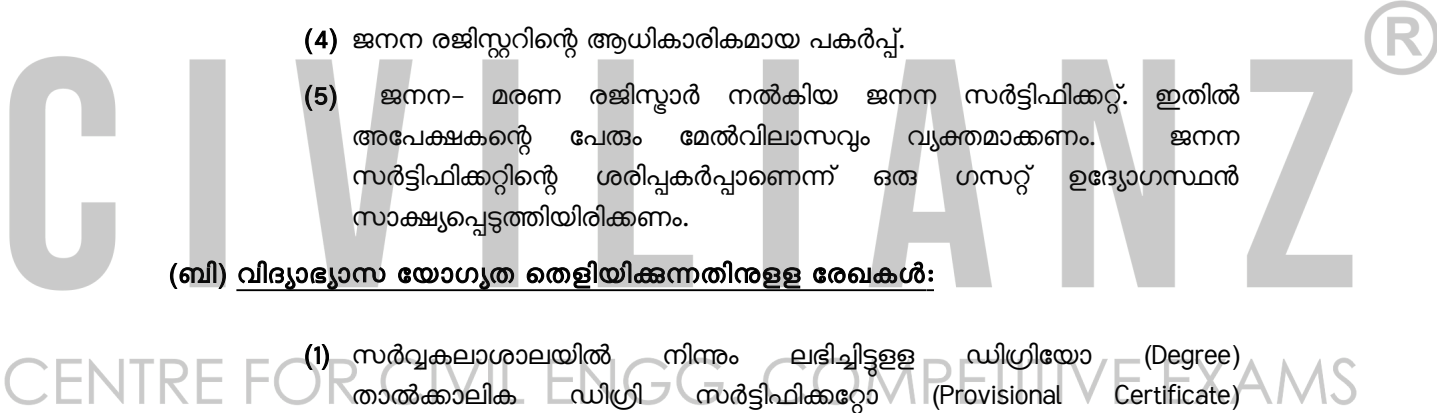 (4) ജനന രജിസ്റ്ററിന്റെ ആധികാരികമായ പകർപ്പ്.
(5) ജനന– മരണ രജിസ്ട്രാർ നൽകിയ ജനന സർട്ടിഫിക്കറ്റ്. ഇതിൽ
അപേക്ഷകന്റെ പേരും മേൽവിലാസവും വ്യക്തമാക്കണം. ജനന
സർട്ടിഫിക്കറ്റിന്റെ ശരിപ്പകർപ്പാണെന്ന് ഒരു ഗസറ്റ് ഉദ്യോഗസ്ഥൻ
സാക്ഷ്യപ്പെടുത്തിയിരിക്കണം.
CIVILIANZ®
(ബി) വിദ്യാഭ്യാസ യോഗ്യത തെളിയിക്കുന്നതിനുളള രേഖകൾ:
(1) സർവ്വകലാശാലയിൽ നിന്നും ലഭിച്ചിട്ടുളള ഡിഗ്രിയോ (Degree)
താൽക്കാലിക ഡിഗ്രി സർട്ടിഫിക്കറ്റോ (Provisional Certificate)
CENTRE FOR CIVIL ENGG. COMPETITIVE EXAMS